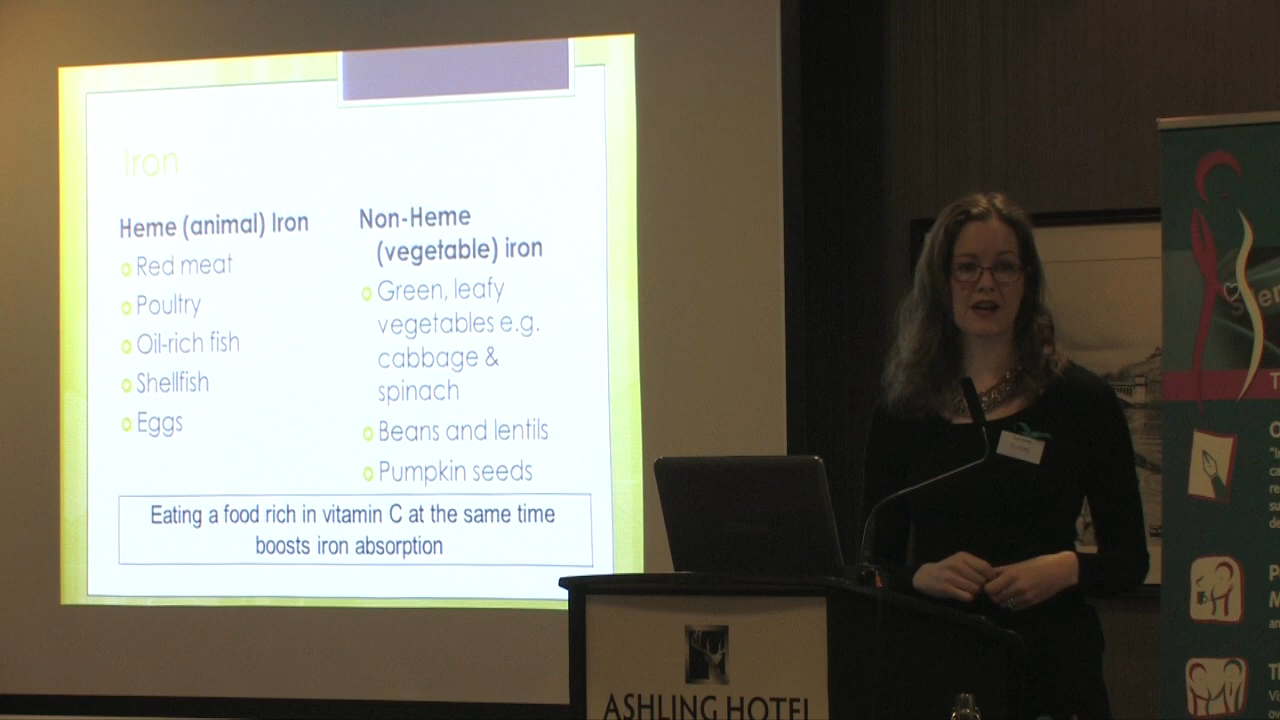 Iron
Heme (animal) Iron
Red meat
Poultry
Oil-rich fish
Shellfish
Eggs
Non-Heme
(vegetable) iron
Green, leafy
vegetables e.g.
cabbage &
spinach
Beans and lentils
Pumpkin seeds
Eating a food rich in vitamin C at the same time
boosts iron absorption
ASHLING HOTEL